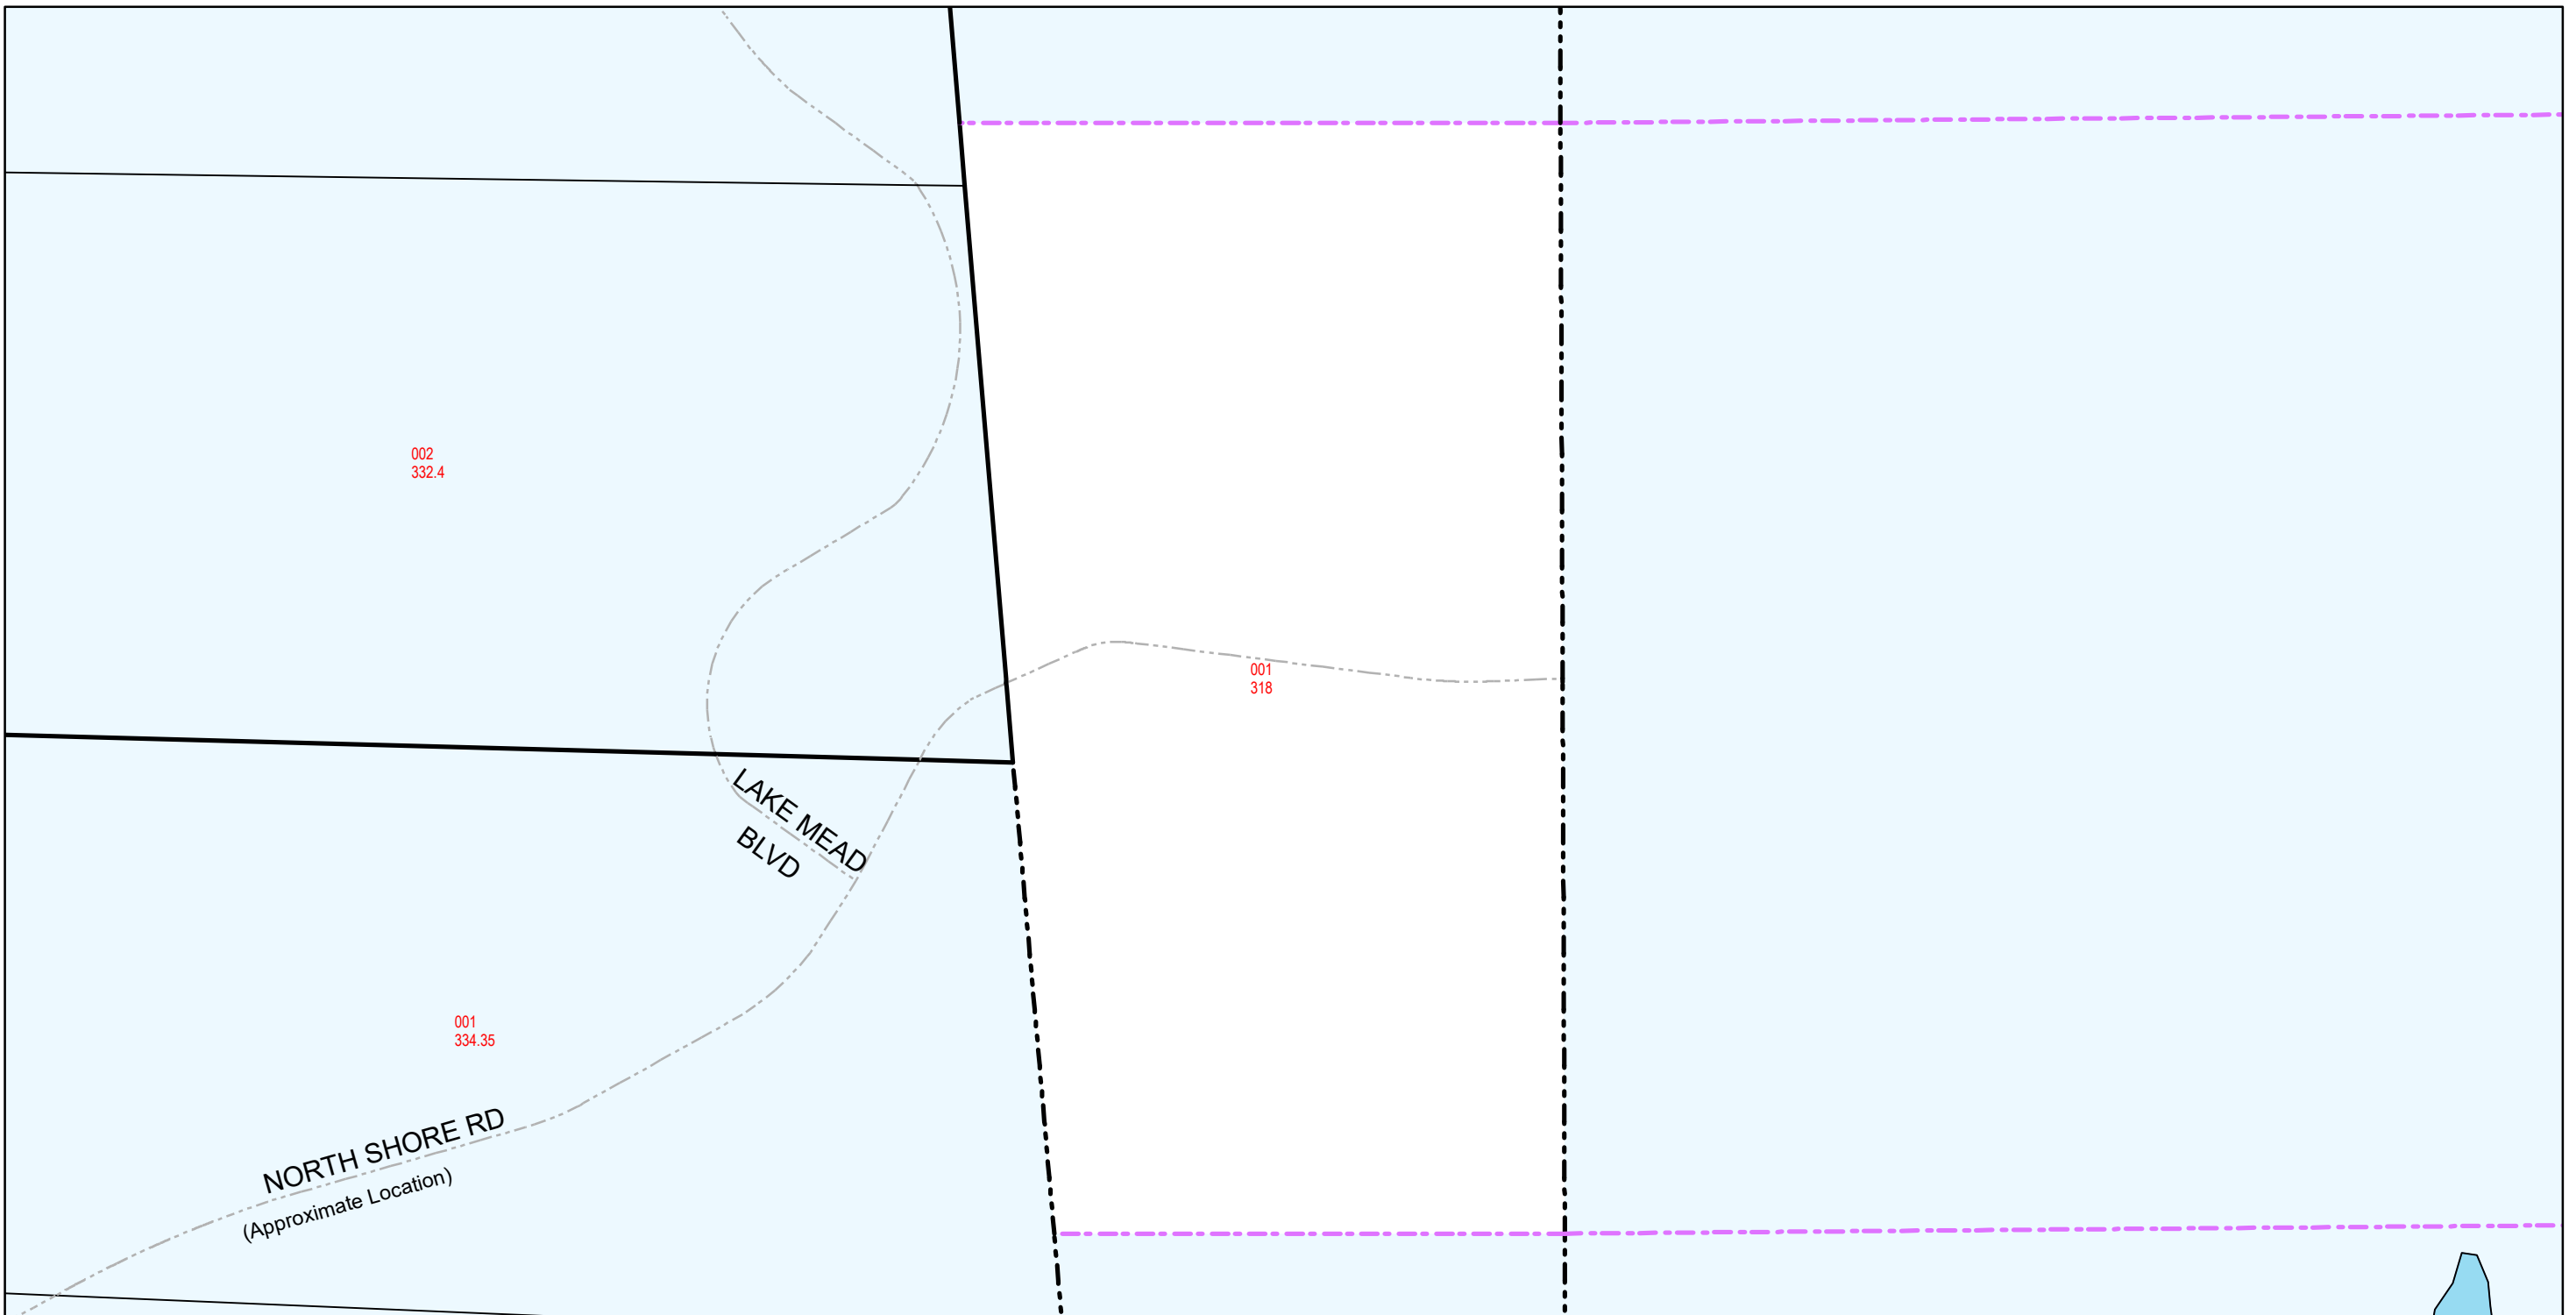 002
332.4
001
318
LAKE MEAD
BLVD
001
334.35
NORTH SHORE RD
(Approximate Location)